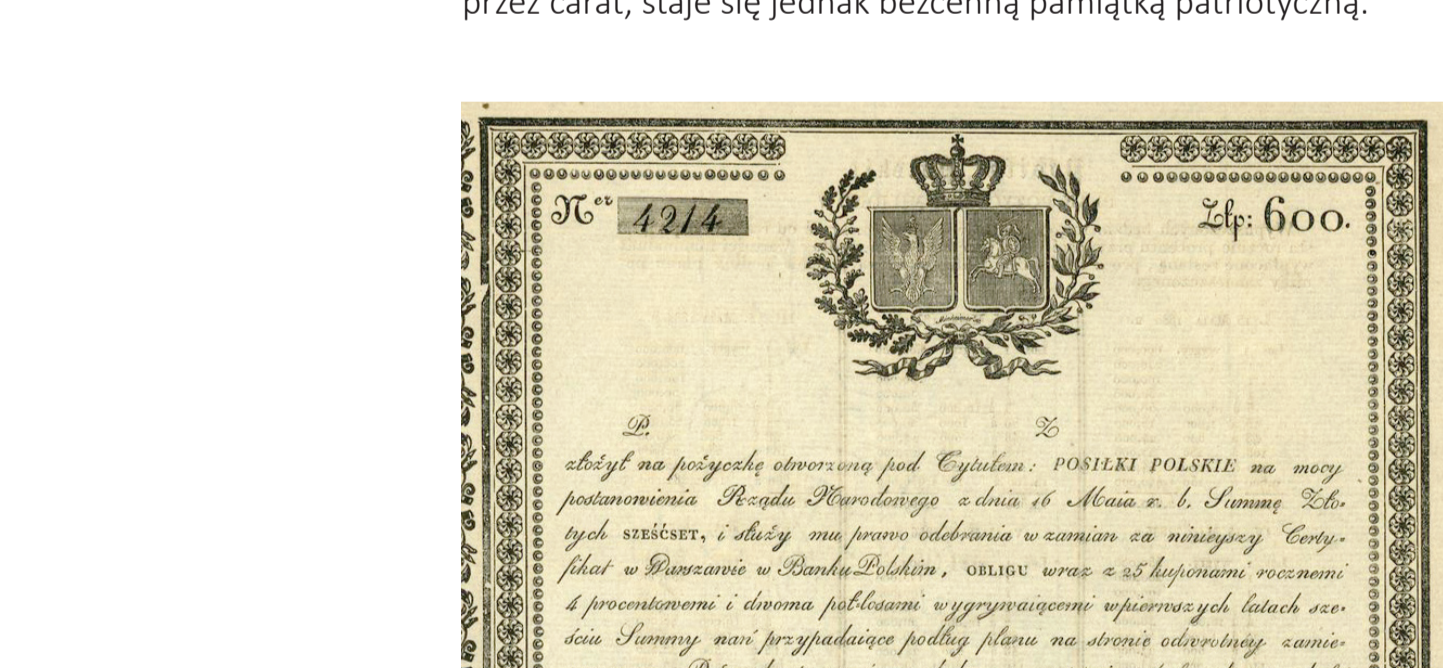 przez carat, staje się jednak bezcenną pamiątką patriotyczną.
Ner 4214
Złp: 600.
P. Z
złożył na pożyczkę otworzoną pod Tytułem: POSIŁKI POLSKIE na mocy
postanowienia Rządu Narodowego z dnia 16 Maia r. b. Summę Zło-
tych SZEŚĆSET, i służy mu prawo odebrania w zamian za ninieyszy Certy-
fikat w Warszawie w Banku Polskim, OBLIGU wraz z 25 kuponami rocznemi
4 procentowemi i dwoma pół-losami wygrywaiącemi w pierwszych latach sze-
ściu Summy nań przypadaiące podług planu na stronie odwrotney zamie-